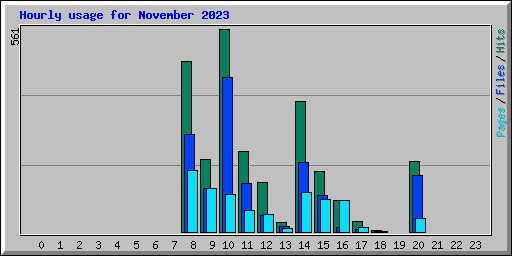 Hourly usage for November 2023
561
Pages/Files/Hits
0 1 2 3 4 5 6 7 8 9 10 11 12 13 14 15 16 17 18 19 20 21 22 23